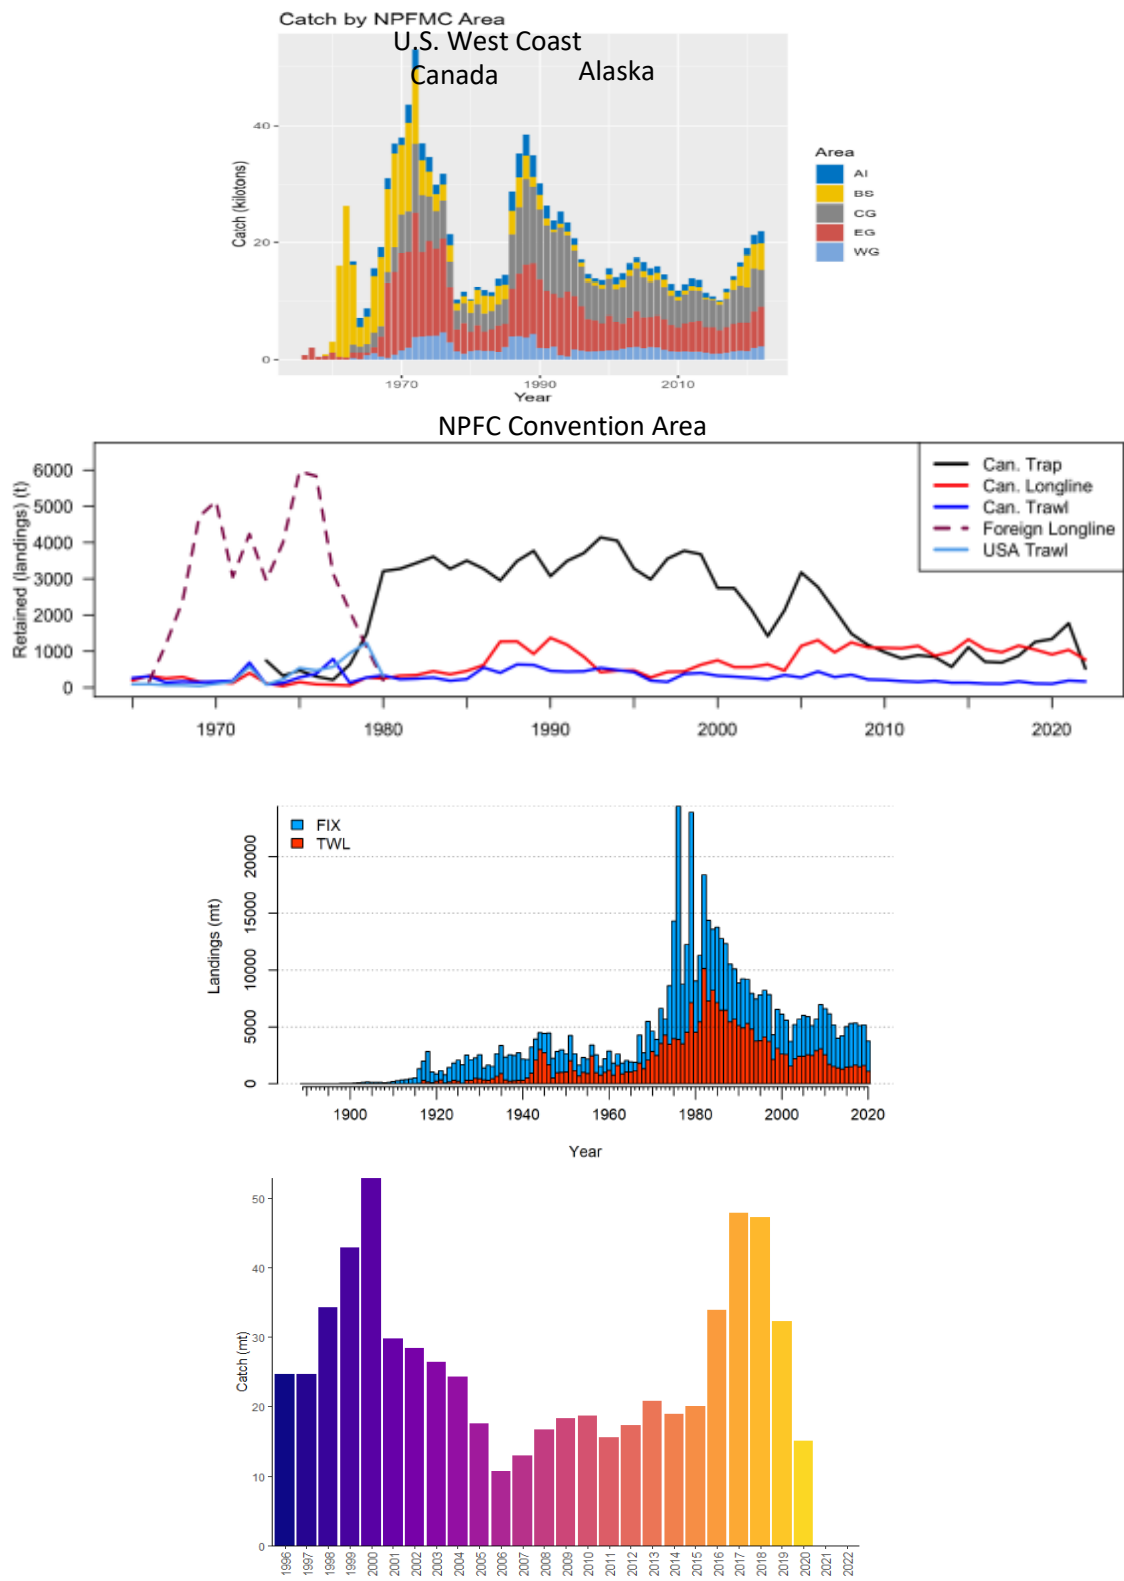 Catch by NPFMC Area
U.S. West Coast
Canada
Alaska
Catch (kilotons)
40
20
0
1970
1990
2010
Year
Area
AI
BS
CG
EG
WG
NPFC Convention Area
Retained (landings) (t)
6000
5000
4000
3000
2000
1000
0
1970
1980
1990
2000
2010
2020
Can. Trap
Can. Longline
Can. Trawl
Foreign Longline
USA Trawl
FIX
TWL
Landings (mt)
20000
15000
10000
5000
0
1900
1920
1940
1960
1980
2000
2020
Year
Catch (mt)
50
40
30
20
10
0
1996
1997
1998
1999
2000
2001
2002
2003
2004
2005
2006
2007
2008
2009
2010
2011
2012
2013
2014
2015
2016
2017
2018
2019
2020
2021
2022